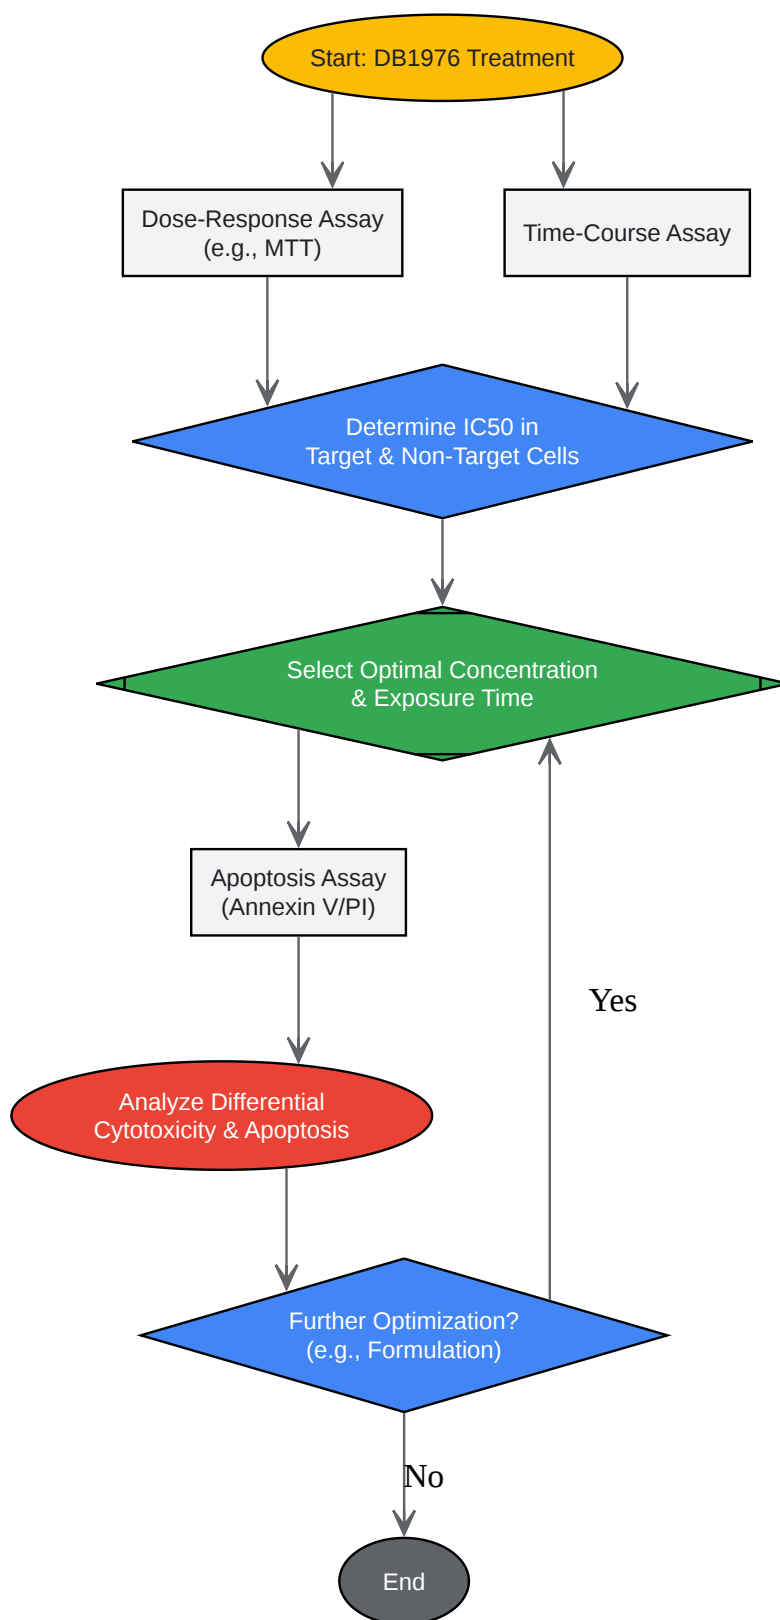 Start: DB1976 Treatment
Dose-Response Assay
(e.g., MTT)
Time-Course Assay
Determine IC50 in
Target & Non-Target Cells
Select Optimal Concentration
& Exposure Time
Apoptosis Assay
(Annexin V/PI)
Yes
Analyze Differential
Cytotoxicity & Apoptosis
Further Optimization?
(e.g., Formulation)
No
End